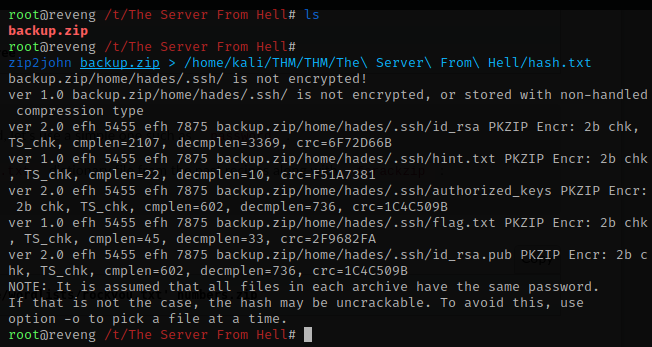 root@reveng /t/The Server From Hell# ls
backup.zip
root@reveng /t/The Server From Hell#
zip2john backup.zip > /home/kali/THM/THM/The\ Server\ From\ Hell/hash.txt
backup.zip/home/hades/.ssh/ is not encrypted!
ver 1.0 backup.zip/home/hades/.ssh/ is not encrypted, or stored with non-handled
 compression type
ver 2.0 efh 5455 efh 7875 backup.zip/home/hades/.ssh/id_rsa PKZIP Encr: 2b chk,
TS_chk, cmplen=2107, decmplen=3369, crc=6F72D66B
ver 1.0 efh 5455 efh 7875 backup.zip/home/hades/.ssh/hint.txt PKZIP Encr: 2b chk
, TS_chk, cmplen=22, decmplen=10, crc=F51A7381
ver 2.0 efh 5455 efh 7875 backup.zip/home/hades/.ssh/authorized_keys PKZIP Encr:
 2b chk, TS_chk, cmplen=602, decmplen=736, crc=1C4C509B
ver 1.0 efh 5455 efh 7875 backup.zip/home/hades/.ssh/flag.txt PKZIP Encr: 2b chk
, TS_chk, cmplen=45, decmplen=33, crc=2F9682FA
ver 2.0 efh 5455 efh 7875 backup.zip/home/hades/.ssh/id_rsa.pub PKZIP Encr: 2b c
hk, TS_chk, cmplen=602, decmplen=736, crc=1C4C509B
NOTE: It is assumed that all files in each archive have the same password.
If that is not the case, the hash may be uncrackable. To avoid this, use
option -o to pick a file at a time.
root@reveng /t/The Server From Hell#